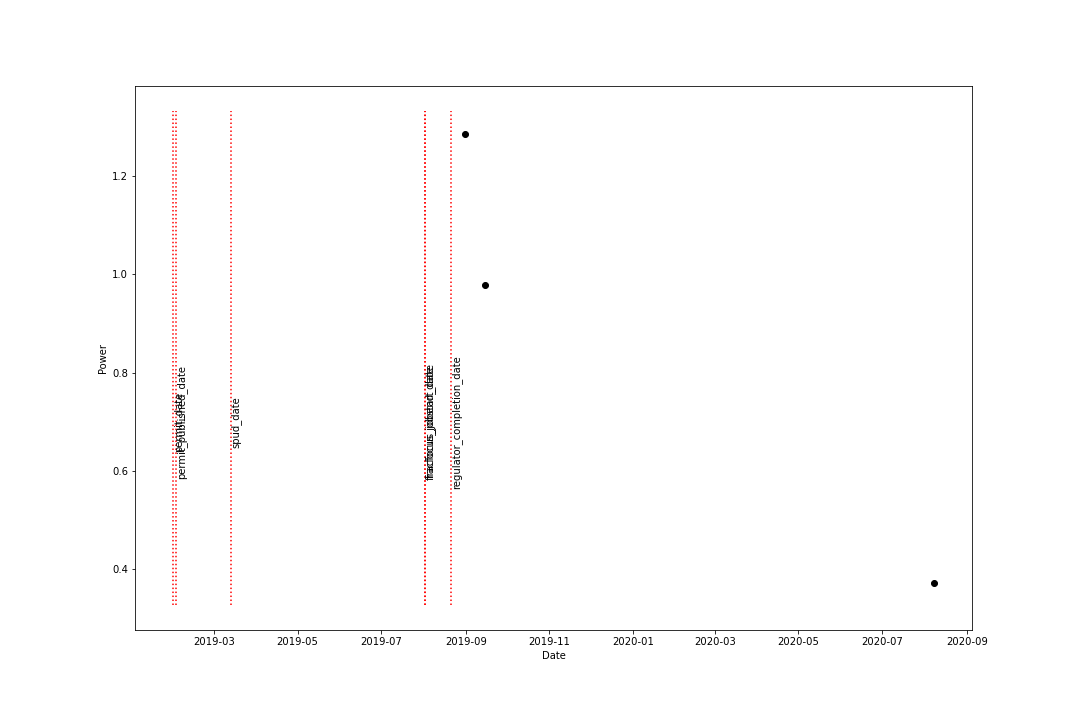 Power
1.2
1.0
0.8
0.6
0.4
permit_date
permit_published_date
spud_date
regulator_completion_date
2019-03
2019-05
2019-07
2019-09
2019-11
2020-01
2020-03
2020-05
2020-07
2020-09
Date